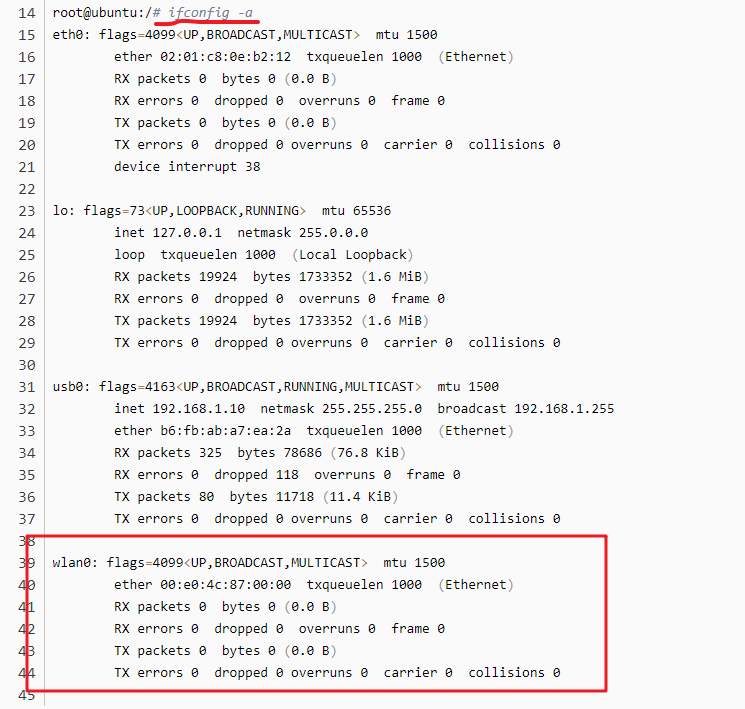 14 root@ubuntu:/# ifconfig -a
15 eth0: flags=4099<UP,BROADCAST,MULTICAST>  mtu 1500
16         ether 02:01:c8:0e:b2:12  txqueuelen 1000  (Ethernet)
17         RX packets 0  bytes 0 (0.0 B)
18         RX errors 0  dropped 0  overruns 0  frame 0
19         TX packets 0  bytes 0 (0.0 B)
20         TX errors 0  dropped 0 overruns 0  carrier 0  collisions 0
21         device interrupt 38
22
23 lo: flags=73<UP,LOOPBACK,RUNNING>  mtu 65536
24         inet 127.0.0.1  netmask 255.0.0.0
25         loop  txqueuelen 1000  (Local Loopback)
26         RX packets 19924  bytes 1733352 (1.6 MiB)
27         RX errors 0  dropped 0  overruns 0  frame 0
28         TX packets 19924  bytes 1733352 (1.6 MiB)
29         TX errors 0  dropped 0 overruns 0  carrier 0  collisions 0
30
31 usb0: flags=4163<UP,BROADCAST,RUNNING,MULTICAST>  mtu 1500
32         inet 192.168.1.10  netmask 255.255.255.0  broadcast 192.168.1.255
33         ether b6:fb:ab:a7:ea:2a  txqueuelen 1000  (Ethernet)
34         RX packets 325  bytes 78686 (76.8 KiB)
35         RX errors 0  dropped 118  overruns 0  frame 0
36         TX packets 80  bytes 11718 (11.4 KiB)
37         TX errors 0  dropped 0 overruns 0  carrier 0  collisions 0
38
39 wlan0: flags=4099<UP,BROADCAST,MULTICAST>  mtu 1500
40         ether 00:e0:4c:87:00:00  txqueuelen 1000  (Ethernet)
41         RX packets 0  bytes 0 (0.0 B)
42         RX errors 0  dropped 0  overruns 0  frame 0
43         TX packets 0  bytes 0 (0.0 B)
44         TX errors 0  dropped 0 overruns 0  carrier 0  collisions 0
45